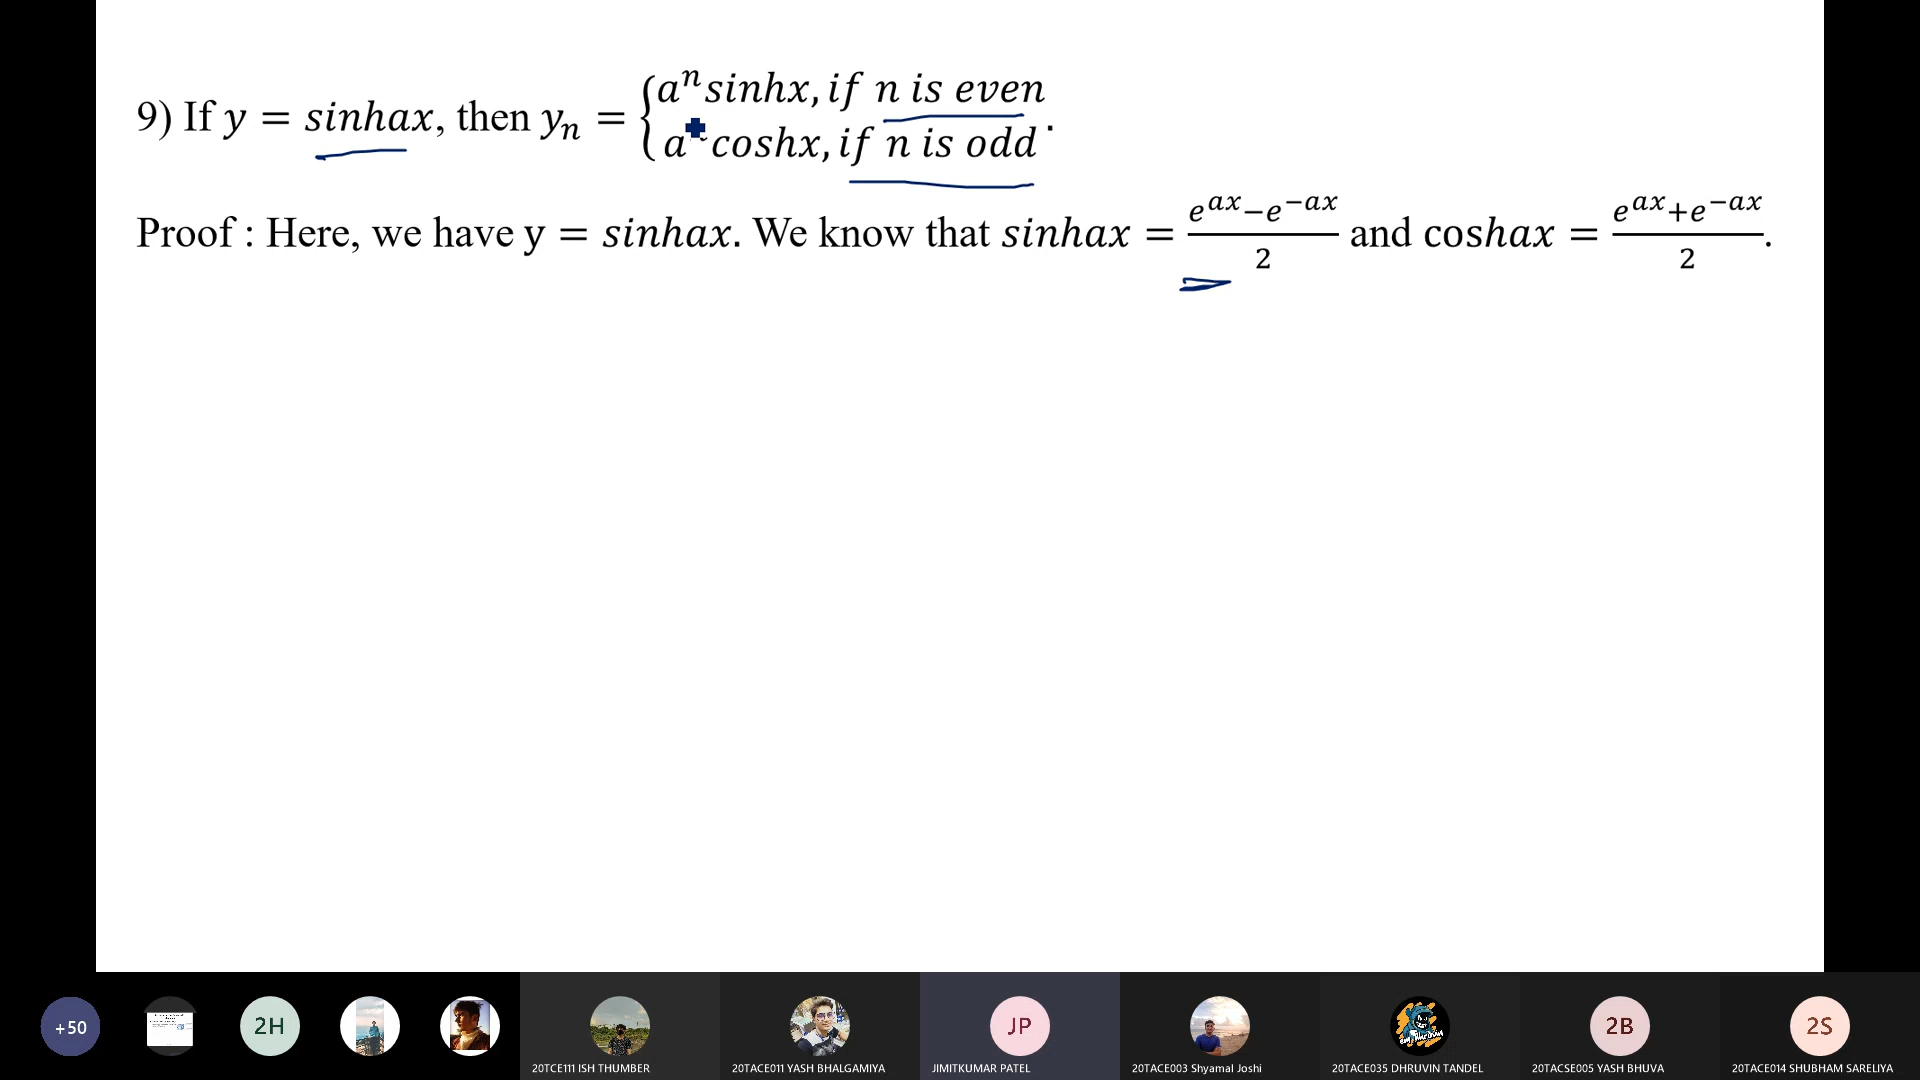 9) If y = sinhax, then yₙ = {aⁿsinhx, if n is even
a coshx, if n is odd.
Proof : Here, we have y = sinhax. We know that sinhax = (e^ax−e^−ax)/2 and coshax = (e^ax+e^−ax)/2.
+50 2H JP 2B 2S
20TCE111 ISH THUMBER 20TACE011 YASH BHALGAMIYA JIMITKUMAR PATEL 20TACE003 Shyamal Joshi 20TACE035 DHRUVIN TANDEL 20TACSE005 YASH BHUVA 20TACE014 SHUBHAM SARELIYA